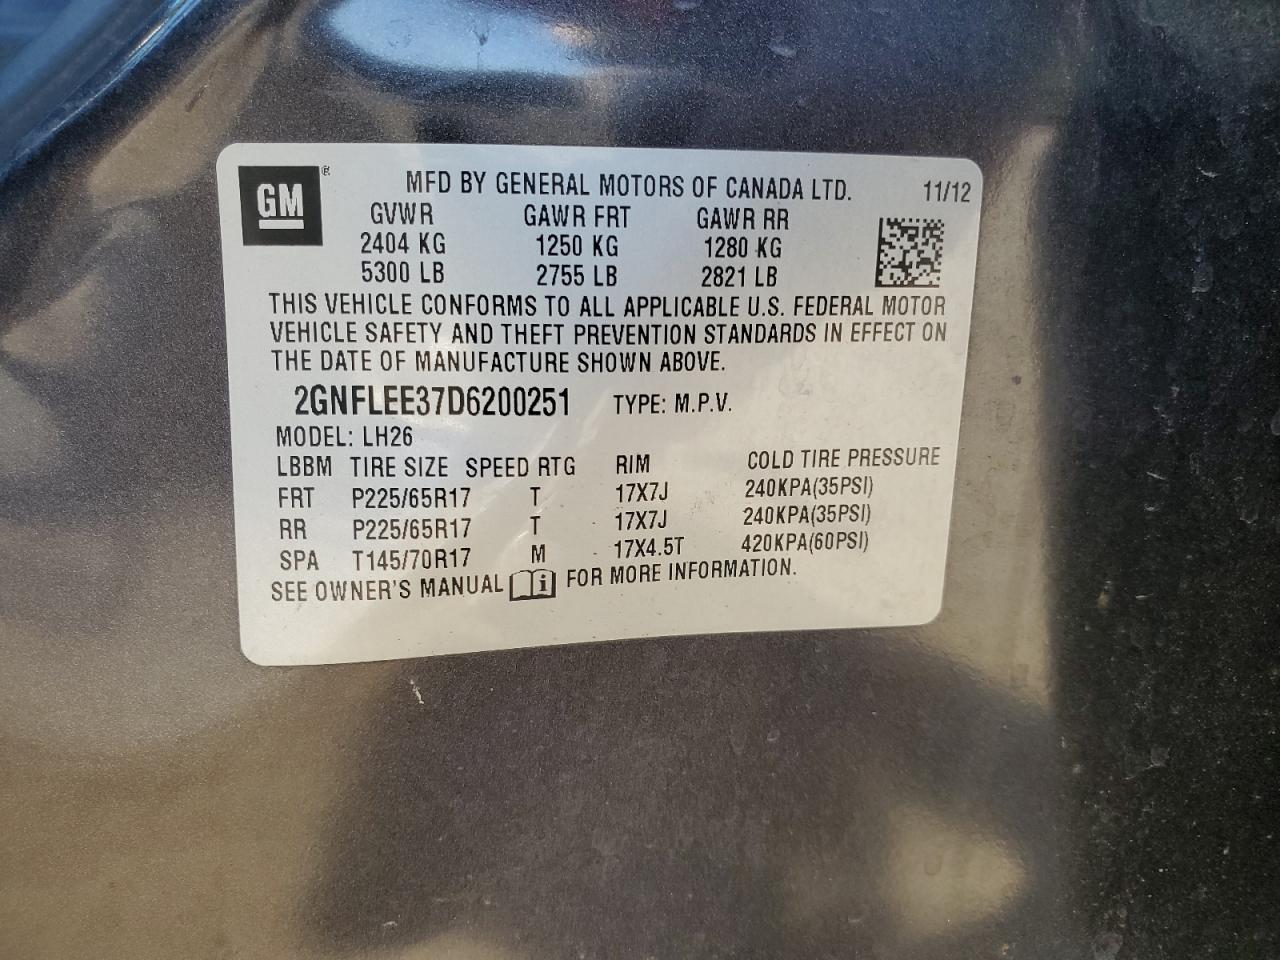 GM ®
MFD BY GENERAL MOTORS OF CANADA LTD. 11/12
GVWR GAWR FRT GAWR RR
2404 KG 1250 KG 1280 KG
5300 LB 2755 LB 2821 LB
THIS VEHICLE CONFORMS TO ALL APPLICABLE U.S. FEDERAL MOTOR
VEHICLE SAFETY AND THEFT PREVENTION STANDARDS IN EFFECT ON
THE DATE OF MANUFACTURE SHOWN ABOVE.
2GNFLEE37D6200251 TYPE: M.P.V.
MODEL: LH26
LBBM TIRE SIZE SPEED RTG RIM COLD TIRE PRESSURE
FRT P225/65R17 T 17X7J 240KPA(35PSI)
RR P225/65R17 T 17X7J 240KPA(35PSI)
SPA T145/70R17 M 17X4.5T 420KPA(60PSI)
SEE OWNER'S MANUAL i FOR MORE INFORMATION.